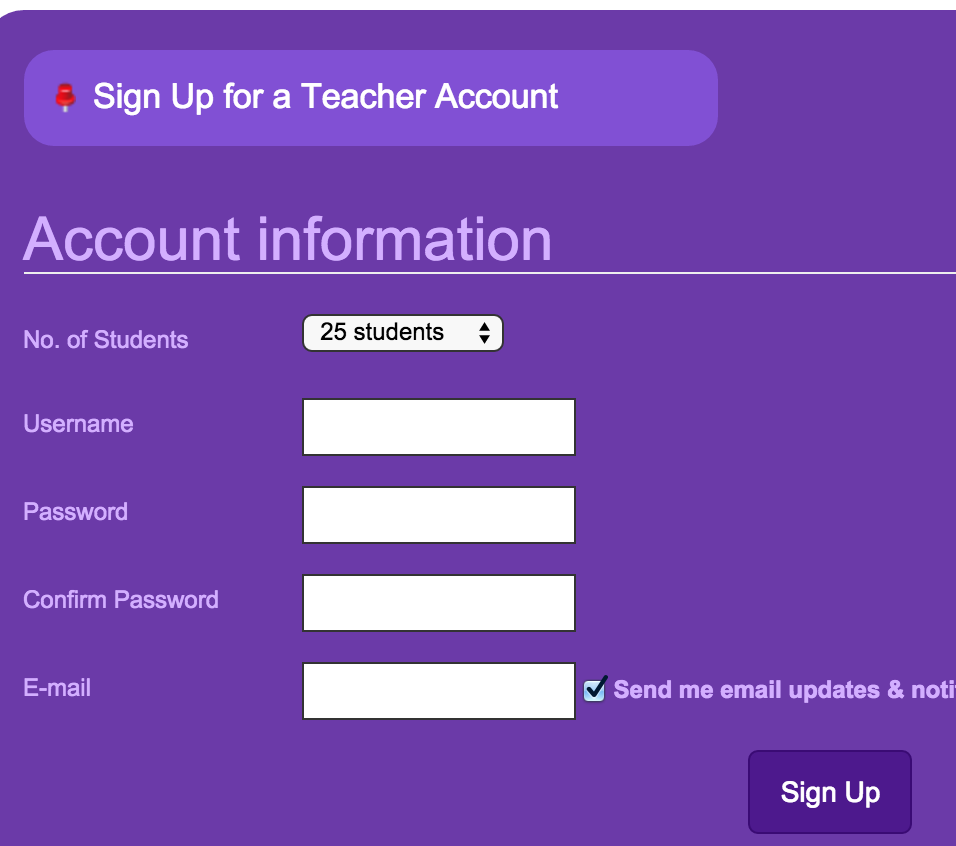 Sign Up for a Teacher Account
Account information
No. of Students
25 students
Username
Password
Confirm Password
E-mail
Send me email updates &
Sign Up